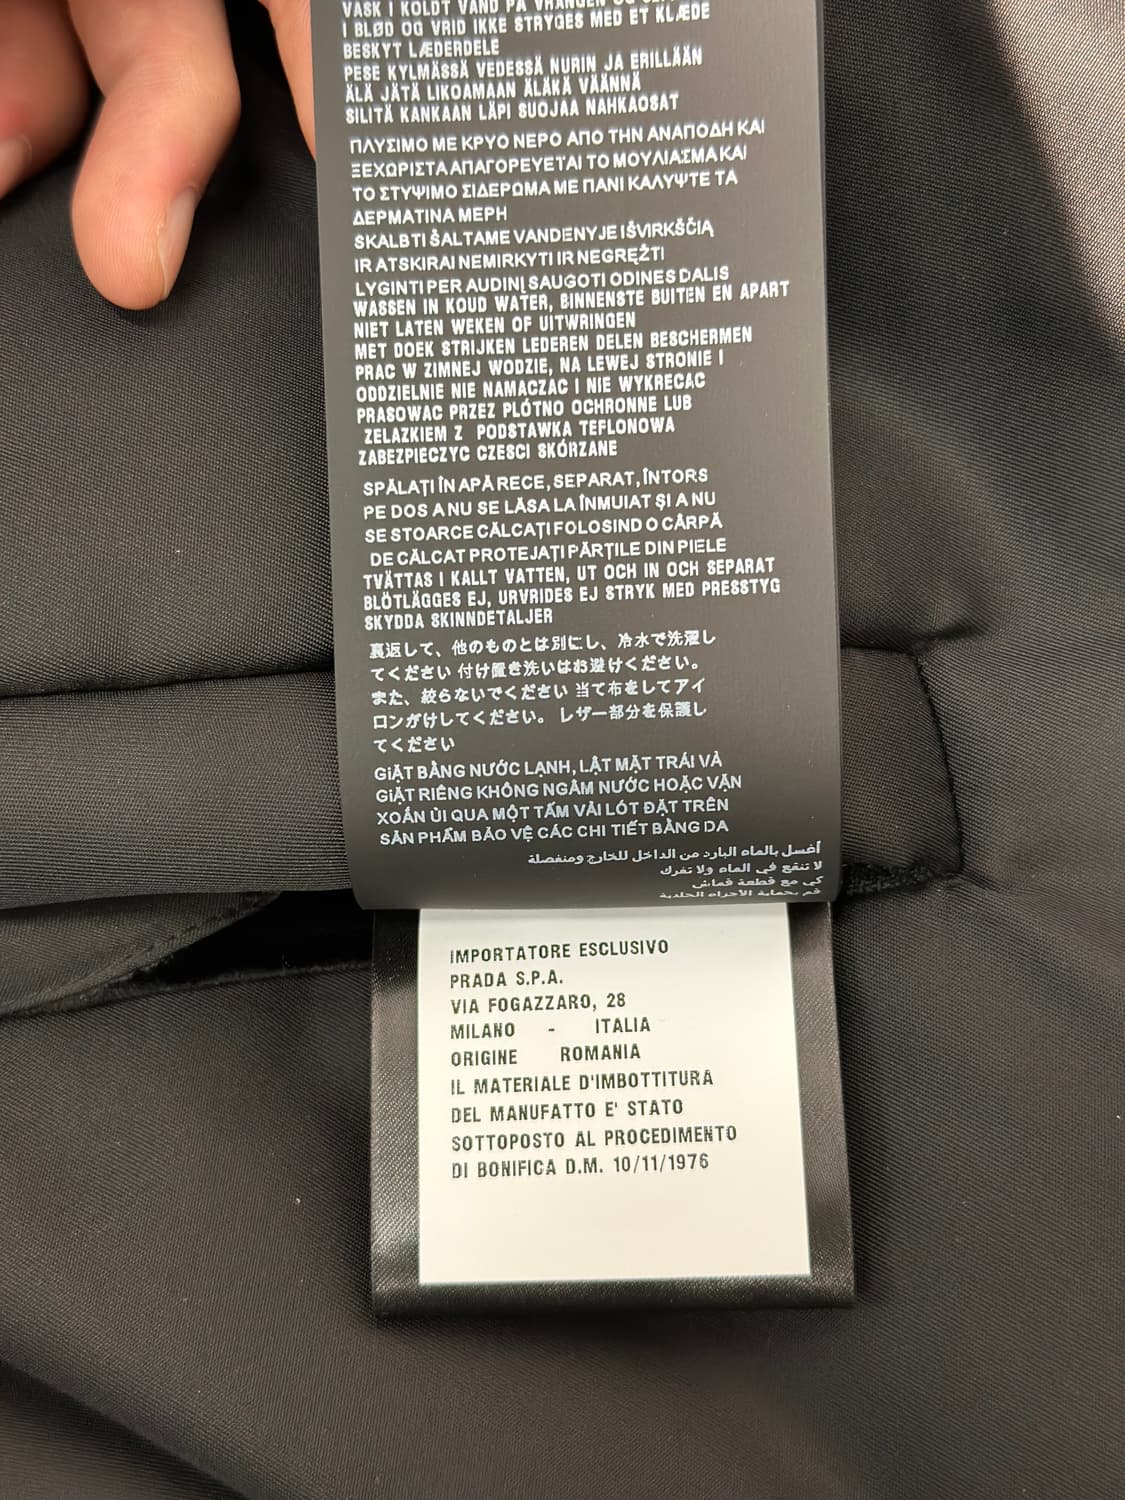 VASK I KOLDT VAND PÅ VRANGEN OG
I BLØD OG VRID IKKE STRYGES MED ET KLÆDE
BESKYT LÆDERDELE
PESE KYLMÄSSÄ VEDESSÄ NURIN JA ERILLÄÄN
ÄLÄ JÄTÄ LIKOAMAAN ÄLÄKÄ VÄÄNNÄ
SILITÄ KANKAAN LÄPI SUOJAA NAHKAOSAT
ΠΛΥΣΙΜΟ ΜΕ ΚΡΥΟ ΝΕΡΟ ΑΠΟ ΤΗΝ ΑΝΑΠΟΔΗ ΚΑΙ
ΞΕΧΩΡΙΣΤΑ ΑΠΑΓΟΡΕΥΕΤΑΙ ΤΟ ΜΟΥΛΙΑΣΜΑ ΚΑΙ
ΤΟ ΣΤΥΨΙΜΟ ΣΙΔΕΡΩΜΑ ΜΕ ΠΑΝΙ ΚΑΛΥΨΤΕ ΤΑ
ΔΕΡΜΑΤΙΝΑ ΜΕΡΗ
SKALBTI ŠALTAME VANDENYJE IŠVIRKŠČIĄ
IR ATSKIRAI NEMIRKYTI IR NEGRĘŽTI
LYGINTI PER AUDINĮ SAUGOTI ODINES DALIS
WASSEN IN KOUD WATER, BINNENSTE BUITEN EN APART
NIET LATEN WEKEN OF UITWRINGEN
MET DOEK STRIJKEN LEDEREN DELEN BESCHERMEN
PRAC W ZIMNEJ WODZIE, NA LEWEJ STRONIE I
ODDZIELNIE NIE NAMACZAC I NIE WYKRECAC
PRASOWAC PRZEZ PLÓTNO OCHRONNE LUB
ZELAZKIEM Z PODSTAWKA TEFLONOWA
ZABEZPIECZYC CZESCI SKÓRZANE
SPĂLAȚI ÎN APĂ RECE, SEPARAT, ÎNTORS
PE DOS A NU SE LĂSA LA ÎNMUIAT ȘI A NU
SE STOARCE CĂLCAȚI FOLOSIND O CÂRPĂ
DE CĂLCAT PROTEJAȚI PĂRȚILE DIN PIELE
TVÄTTAS I KALLT VATTEN, UT OCH IN OCH SEPARAT
BLÖTLÄGGES EJ, URVRIDES EJ STRYK MED PRESSTYG
SKYDDA SKINNDETALJER
裏返して、他のものとは別にし、冷水で洗濯し
てください 付け置き洗いはお避けください。
また、絞らないでください 当て布をしてアイ
ロンがけしてください。 レザー部分を保護し
てください
GIẶT BẰNG NƯỚC LẠNH, LẬT MẶT TRÁI VÀ
GIẶT RIÊNG KHÔNG NGÂM NƯỚC HOẶC VẶN
XOẮN ỦI QUA MỘT TẤM VẢI LÓT ĐẶT TRÊN
SẢN PHẨM BẢO VỆ CÁC CHI TIẾT BẰNG DA
أغسل بالماء البارد من الداخل للخارج ومنفصلة
لا تنقع في الماء ولا تفرك
كي مع قطعة قماش
قم بحماية الأجزاء الجلدية
IMPORTATORE ESCLUSIVO
PRADA S.P.A.
VIA FOGAZZARO, 28
MILANO - ITALIA
ORIGINE ROMANIA
IL MATERIALE D'IMBOTTITURA
DEL MANUFATTO E' STATO
SOTTOPOSTO AL PROCEDIMENTO
DI BONIFICA D.M. 10/11/1976